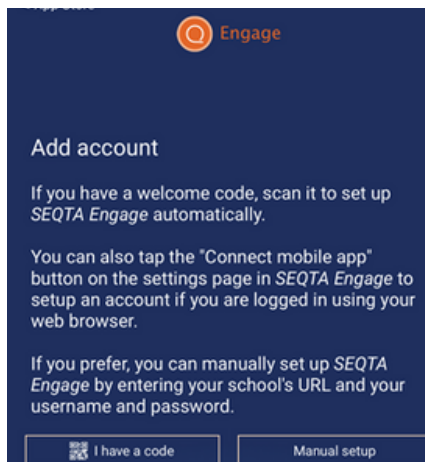 App Store
Engage
Add account
If you have a welcome code, scan it to set up
SEQTA Engage automatically.
You can also tap the "Connect mobile app"
button on the settings page in SEQTA Engage to
setup an account if you are logged in using your
web browser.
If you prefer, you can manually set up SEQTA
Engage by entering your school's URL and your
username and password.
I have a code
Manual setup